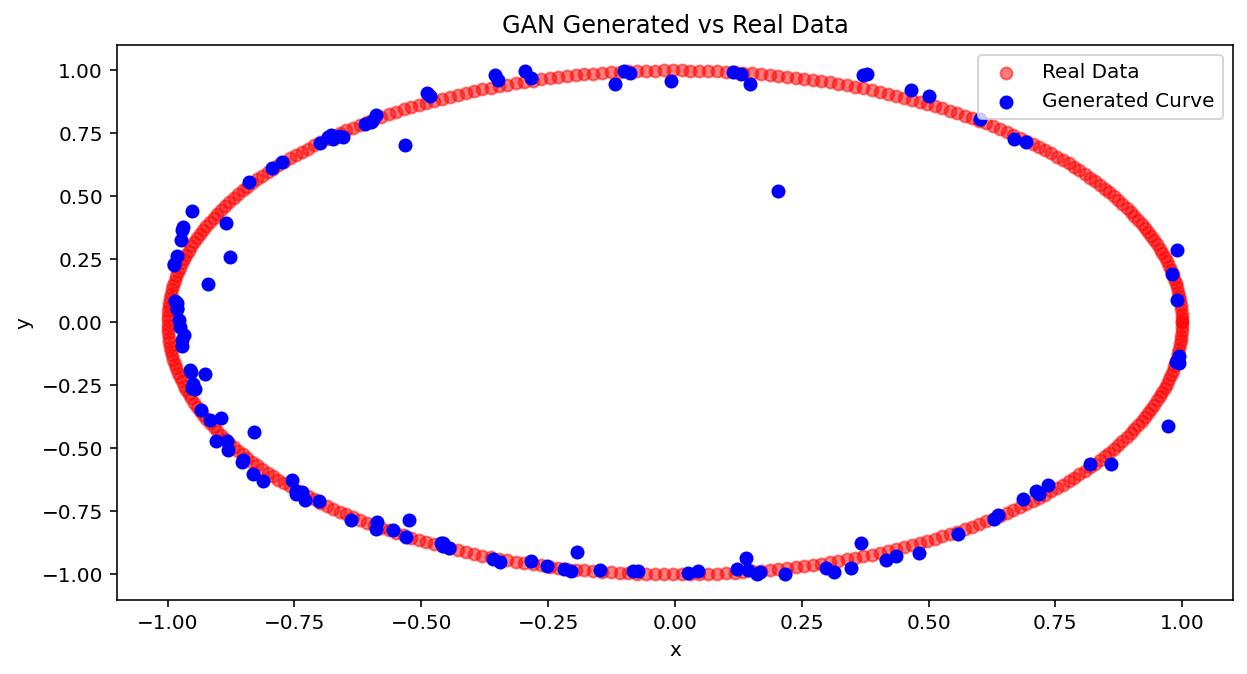 GAN Generated vs Real Data
Real Data
Generated Curve
1.00
0.75
0.50
0.25
0.00
−0.25
−0.50
−0.75
−1.00
y
−1.00 −0.75 −0.50 −0.25 0.00 0.25 0.50 0.75 1.00
x